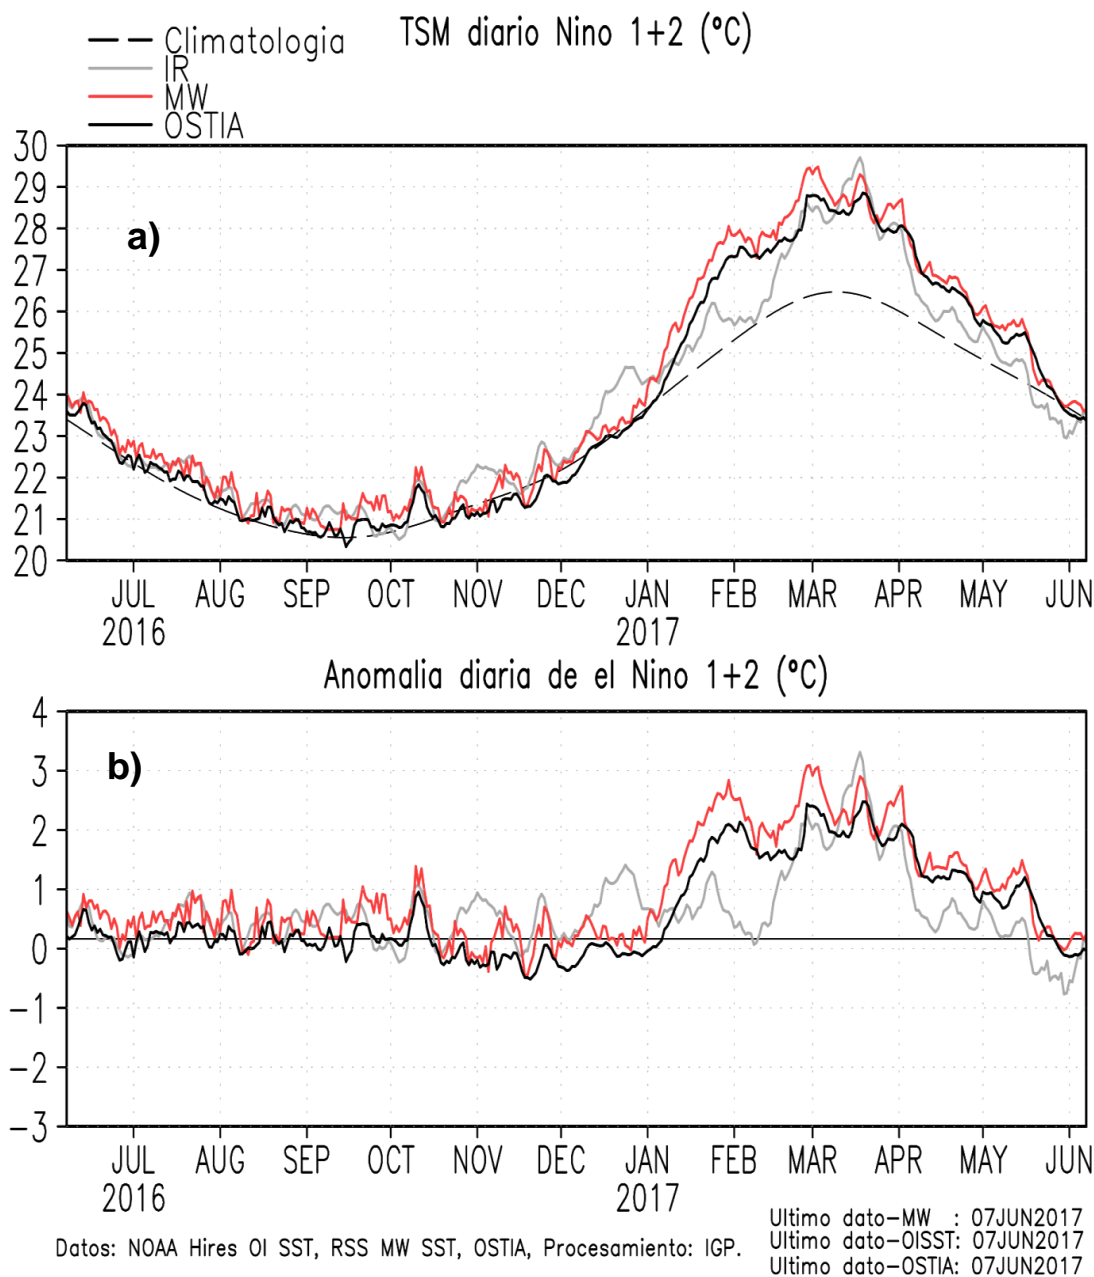 TSM diario Nino 1+2 (ºC)
Climatologia
IR
MW
OSTIA
30
29
28
27
26
25
24
23
22
21
20
a)
JUL AUG SEP OCT NOV DEC JAN FEB MAR APR MAY JUN
2016 2017
Anomalia diaria de el Nino 1+2 (ºC)
4
3
2
1
0
-1
-2
-3
b)
JUL AUG SEP OCT NOV DEC JAN FEB MAR APR MAY JUN
2016 2017
Datos: NOAA Hires OI SST, RSS MW SST, OSTIA, Procesamiento: IGP.
Ultimo dato-MW : 07JUN2017
Ultimo dato-OISST: 07JUN2017
Ultimo dato-OSTIA: 07JUN2017